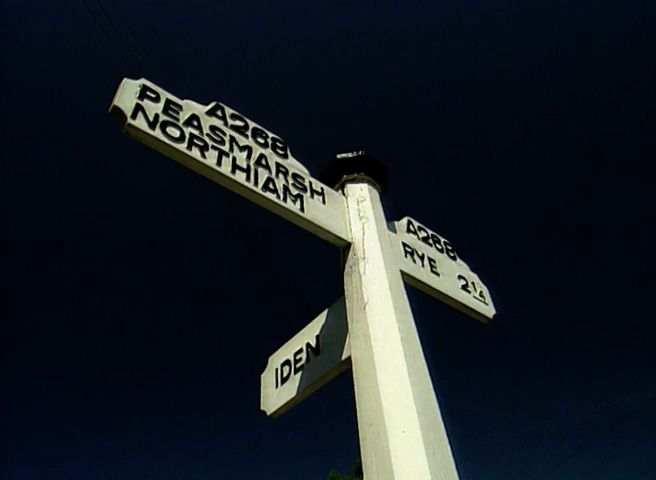 A268
PEASMARSH
NORTHIAM
A268
RYE 2¼
IDEN